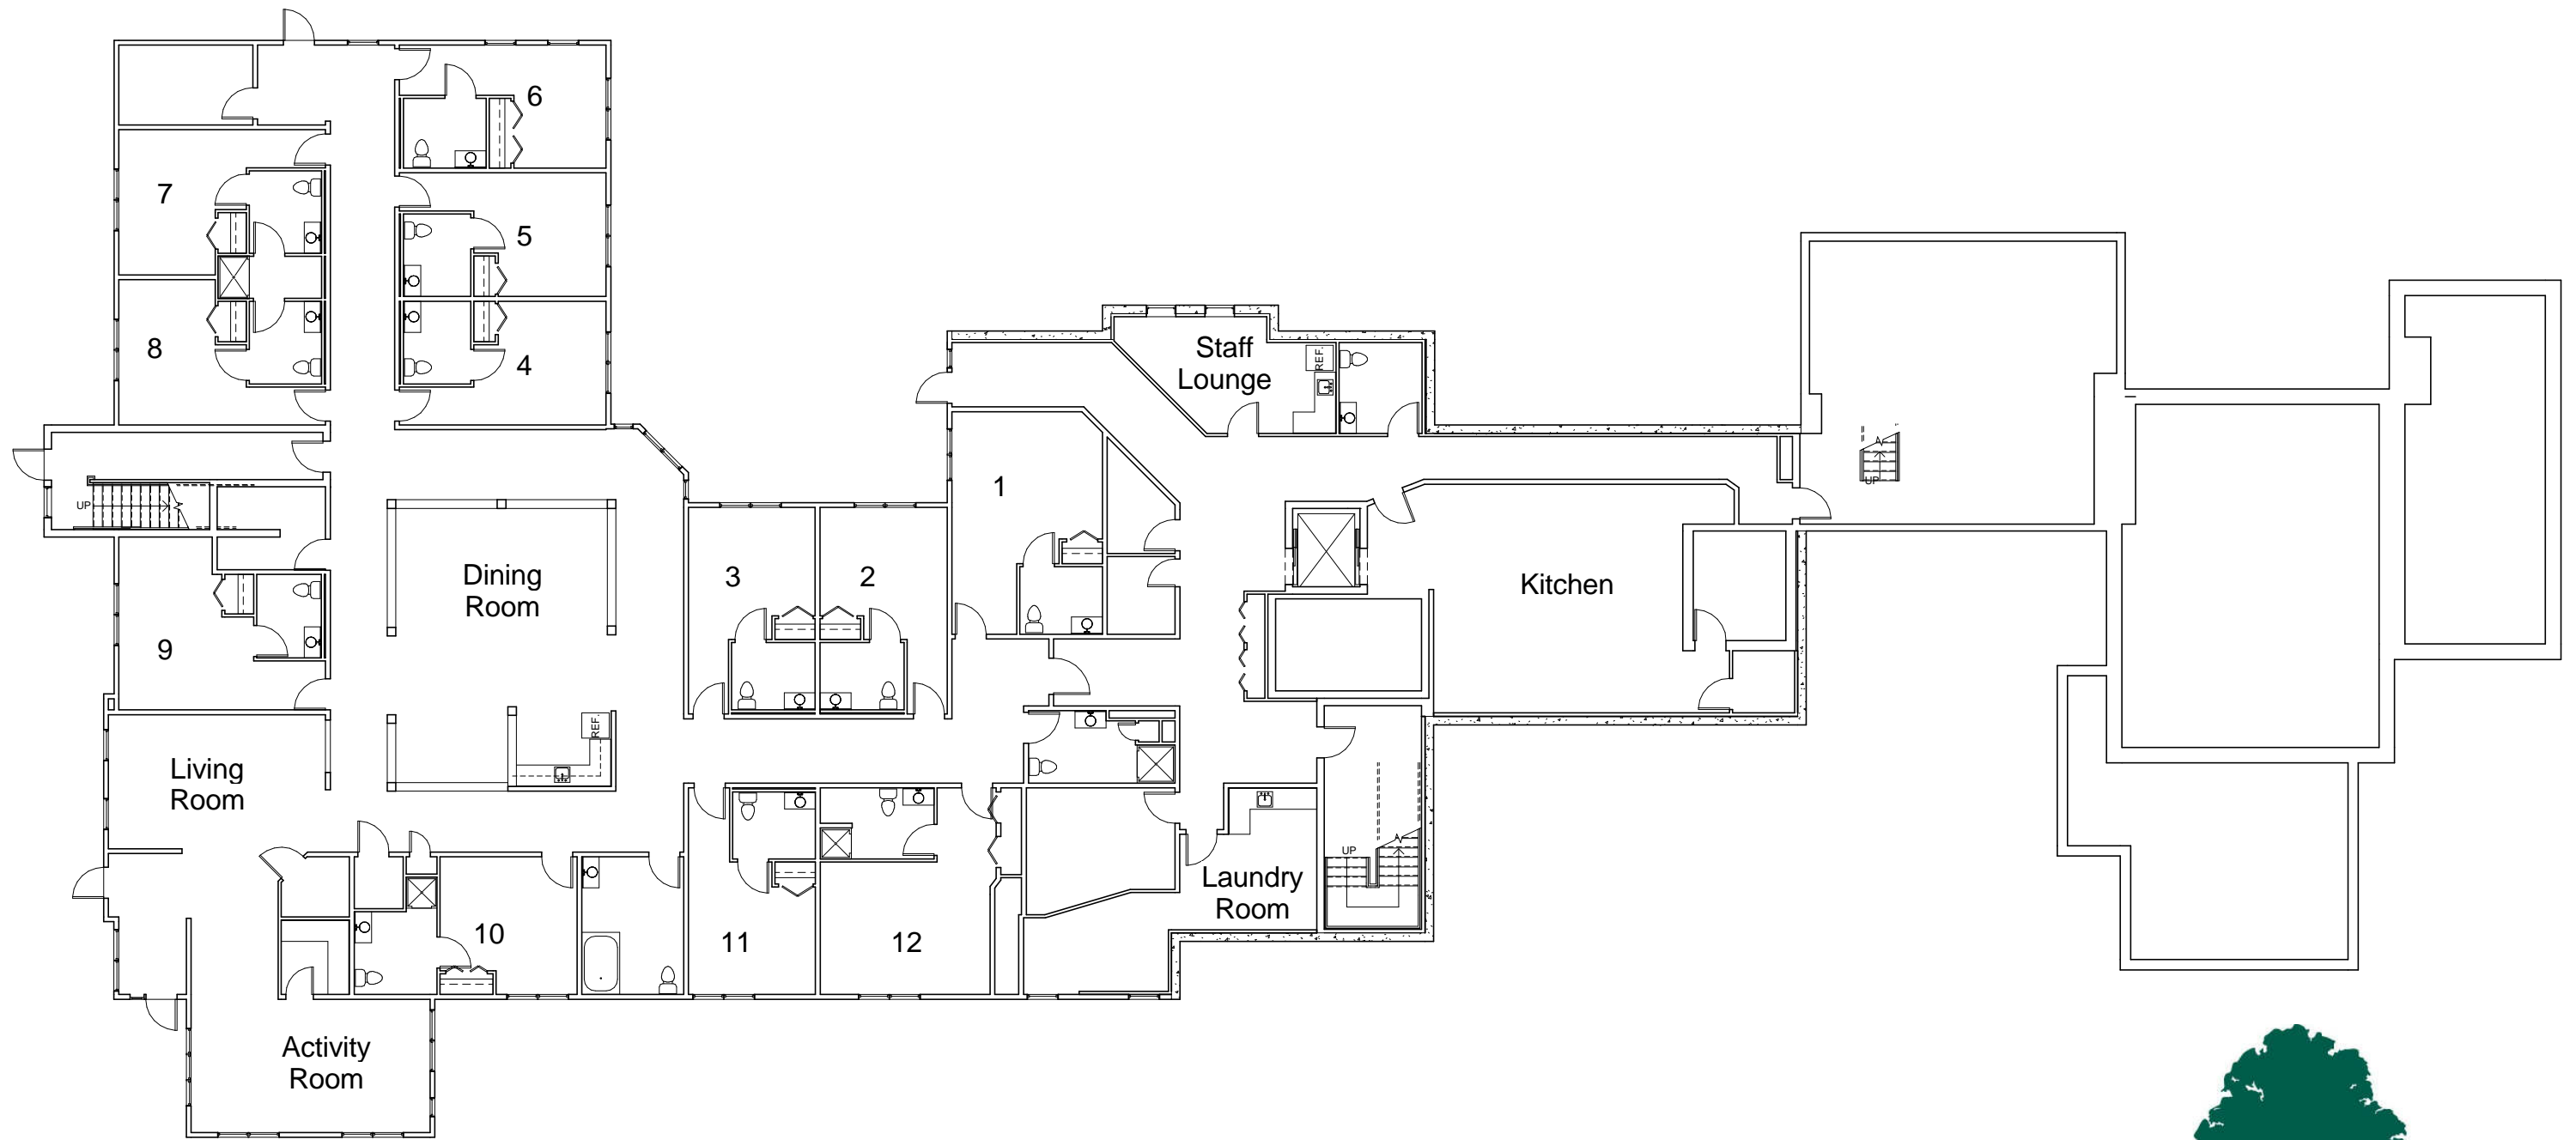 6
7
5
8
4
Staff
Lounge
REF.
UP
UP
1
Dining
Room
3
2
Kitchen
9
REF.
Living
Room
UP
Laundry
Room
10
11
12
Activity
Room